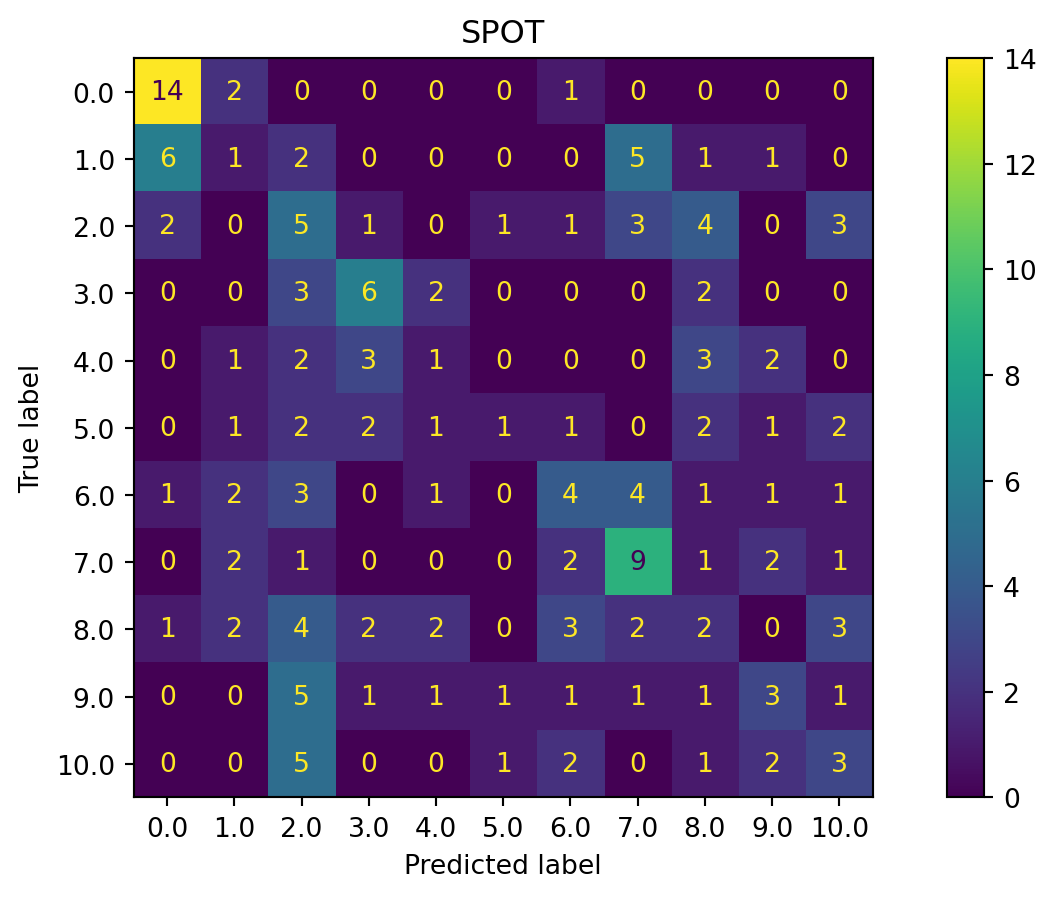 SPOT
0.0 14 2 0 0 0 0 1 0 0 0 0
1.0 6 1 2 0 0 0 0 5 1 1 0
2.0 2 0 5 1 0 1 1 3 4 0 3
3.0 0 0 3 6 2 0 0 0 2 0 0
4.0 0 1 2 3 1 0 0 0 3 2 0
5.0 0 1 2 2 1 1 1 0 2 1 2
6.0 1 2 3 0 1 0 4 4 1 1 1
7.0 0 2 1 0 0 0 2 9 1 2 1
8.0 1 2 4 2 2 0 3 2 2 0 3
9.0 0 0 5 1 1 1 1 1 1 3 1
10.0 0 0 5 0 0 1 2 0 1 2 3
0.0 1.0 2.0 3.0 4.0 5.0 6.0 7.0 8.0 9.0 10.0
Predicted label
True label
14
12
10
8
6
4
2
0